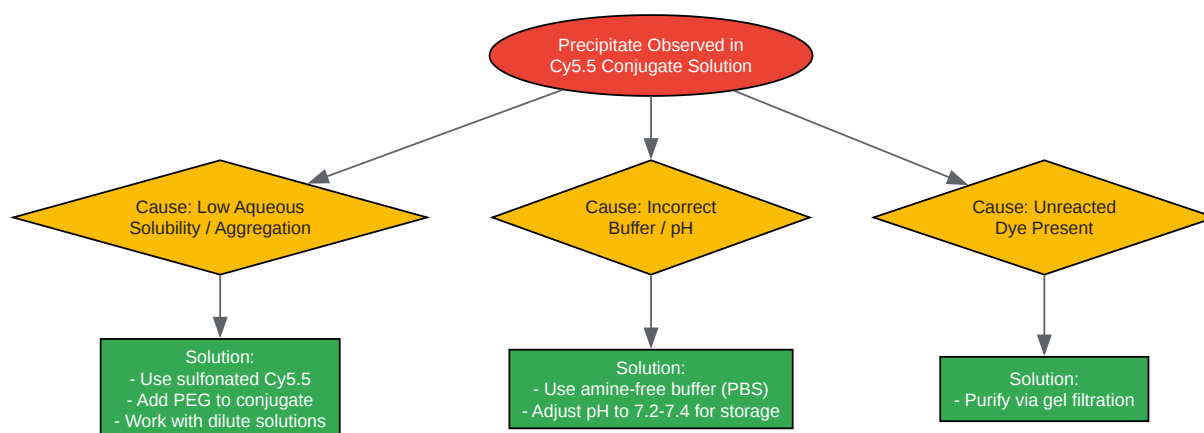 Precipitate Observed in
Cy5.5 Conjugate Solution
Cause: Low Aqueous
Solubility / Aggregation
Cause: Incorrect
Buffer / pH
Cause: Unreacted
Dye Present
Solution:
- Use sulfonated Cy5.5
- Add PEG to conjugate
- Work with dilute solutions
Solution:
- Use amine-free buffer (PBS)
- Adjust pH to 7.2-7.4 for storage
Solution:
- Purify via gel filtration